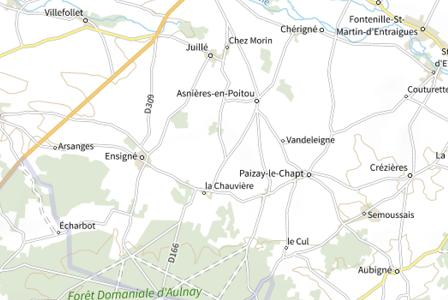 Villefollet
Fontenille-St-
Martin-d'Entraigues
Chérigné
Chez Morin
Juillé
Couturette
Asnières-en-Poitou
D309
Vandeleigne
Arsanges
Ensigné
Paizay-le-Chapt
Crézières
la Chauvière
Semoussais
Écharbot
le Cul
D166
Aubigné
Forêt Domaniale d'Aulnay